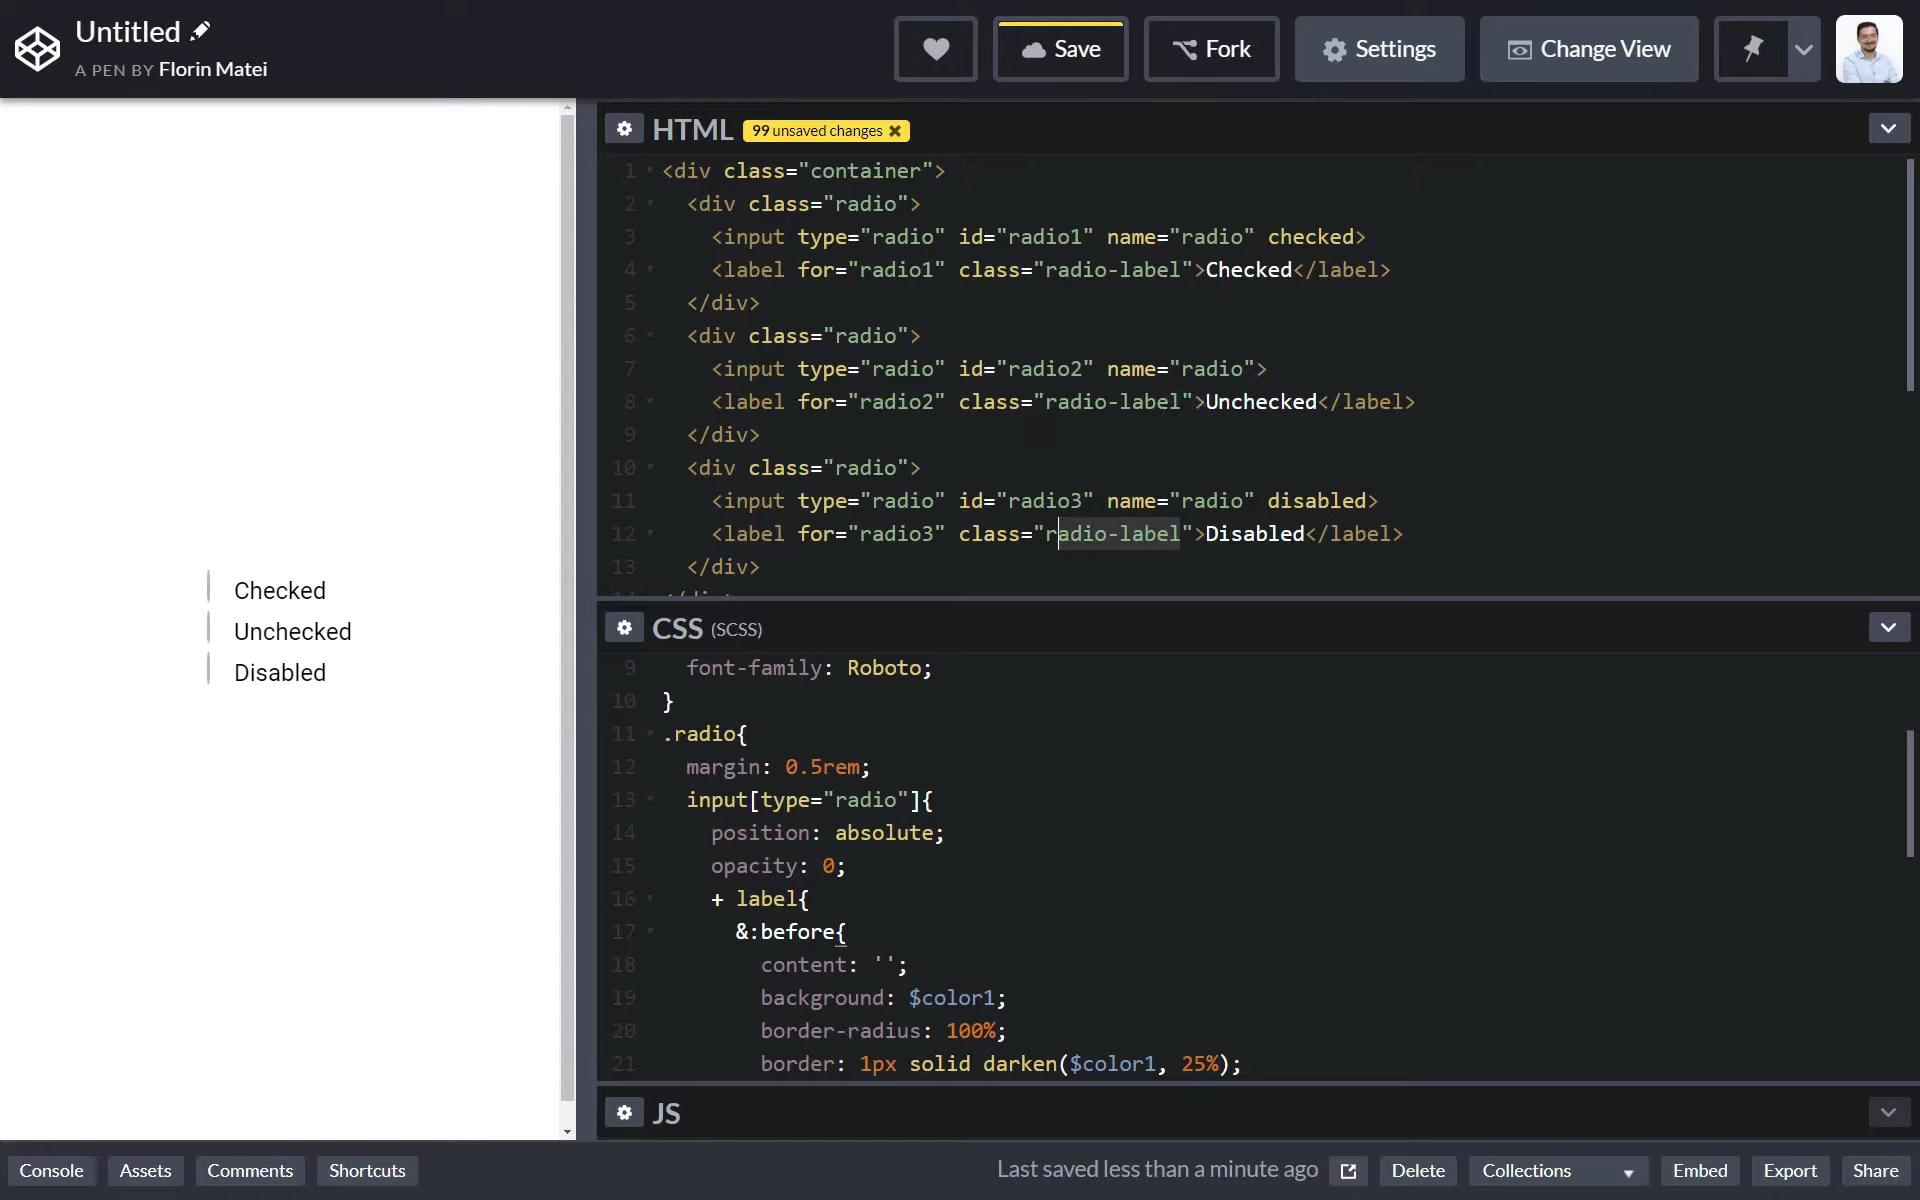 Untitled
A PEN BY Florin Matei
Save
Fork
Settings
Change View
HTML
99 unsaved changes
1 <div class="container">
2 <div class="radio">
3 <input type="radio" id="radio1" name="radio" checked>
4 <label for="radio1" class="radio-label">Checked</label>
5 </div>
6 <div class="radio">
7 <input type="radio" id="radio2" name="radio">
8 <label for="radio2" class="radio-label">Unchecked</label>
9 </div>
10 <div class="radio">
11 <input type="radio" id="radio3" name="radio" disabled>
12 <label for="radio3" class="radio-label">Disabled</label>
13 </div>
Checked
Unchecked
Disabled
CSS (SCSS)
9 font-family: Roboto;
10 }
11 .radio{
12 margin: 0.5rem;
13 input[type="radio"]{
14 position: absolute;
15 opacity: 0;
16 + label{
17 &:before{
18 content: '';
19 background: $color1;
20 border-radius: 100%;
21 border: 1px solid darken($color1, 25%);
JS
Console
Assets
Comments
Shortcuts
Last saved less than a minute ago
Delete
Collections
Embed
Export
Share